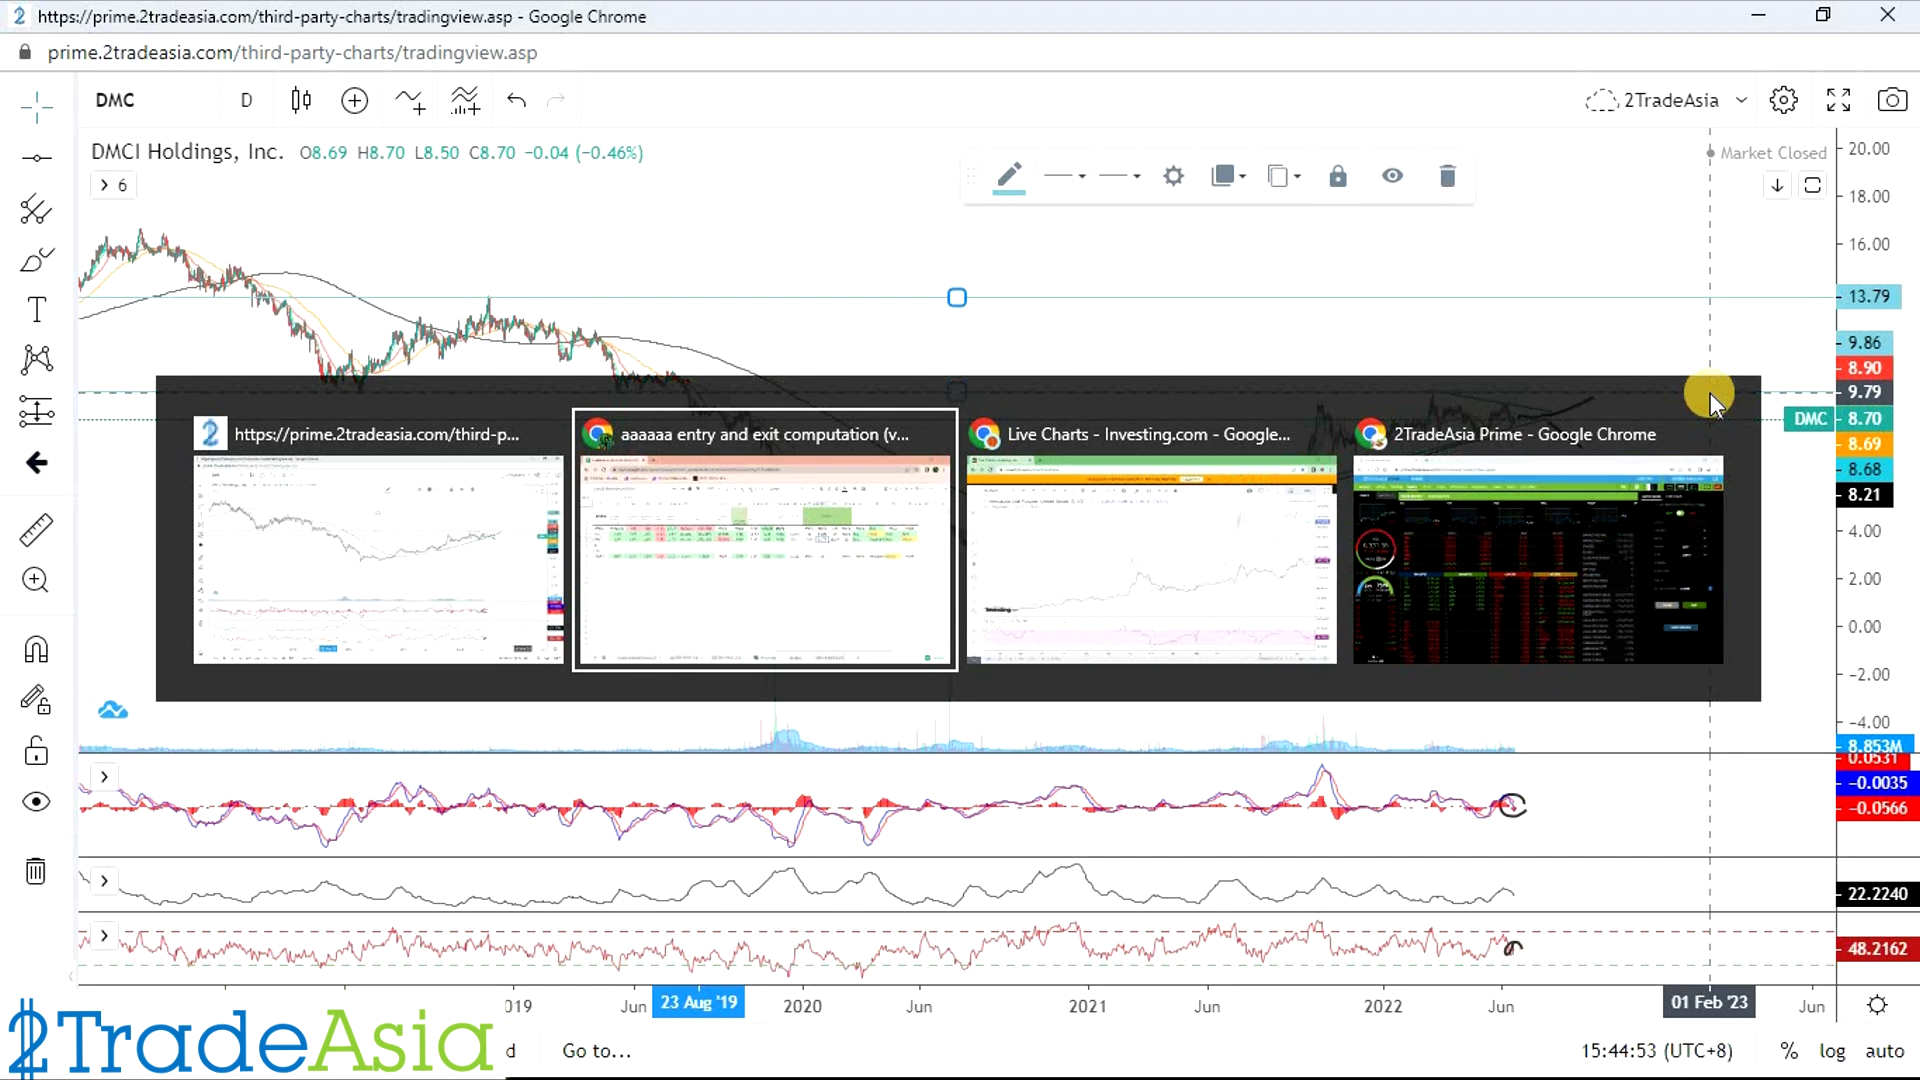 https://prime.2tradeasia.com/third-party-charts/tradingview.asp - Google Chrome
prime.2tradeasia.com/third-party-charts/tradingview.asp
DMC D 2TradeAsia
DMCI Holdings, Inc. O8.69 H8.70 L8.50 C8.70 −0.04 (−0.46%)
Market Closed
6
20.00
18.00
16.00
13.79
9.86
8.90
9.79
DMC 8.70
8.69
8.68
8.21
4.00
2.00
0.00
−2.00
−4.00
https://prime.2tradeasia.com/third-p...
aaaaaa entry and exit computation (v...
Live Charts - Investing.com - Google...
2TradeAsia Prime - Google Chrome
8.853M
0.0531
−0.0035
−0.0566
22.2240
48.2162
019 Jun 23 Aug '19 2020 Jun 2021 Jun 2022 Jun 01 Feb '23 Jun
2TradeAsia
d Go to... 15:44:53 (UTC+8) % log auto